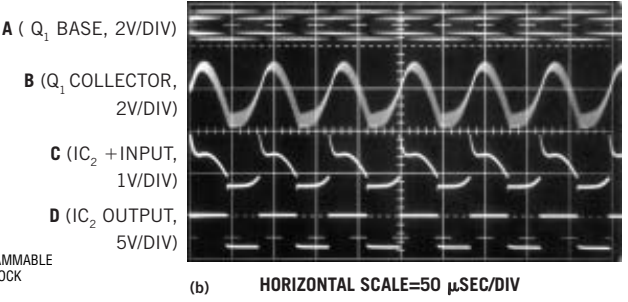 A ( Q₁ BASE, 2V/DIV)
B (Q₁ COLLECTOR,
2V/DIV)
C (IC₂ +INPUT,
1V/DIV)
D (IC₂ OUTPUT,
5V/DIV)
AMMABLE
OCK
(b) HORIZONTAL SCALE=50 μSEC/DIV